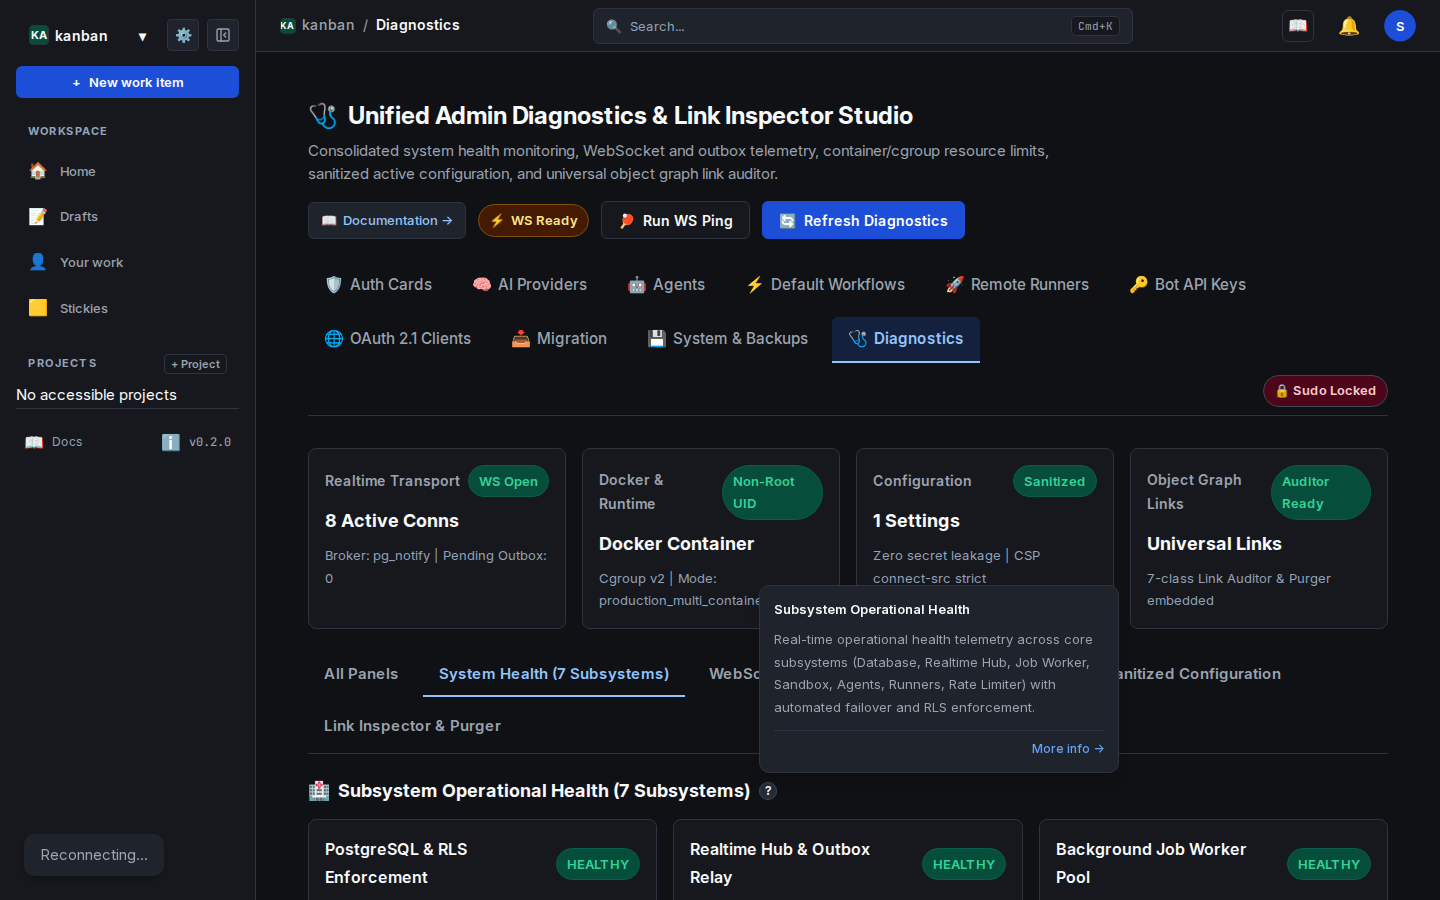 KA kanban ▾
+ New work item
WORKSPACE
Home
Drafts
Your work
Stickies
PROJECTS + Project
No accessible projects
Docs v0.2.0
Reconnecting...
KA kanban / Diagnostics
Search... Cmd+K
S
Unified Admin Diagnostics & Link Inspector Studio
Consolidated system health monitoring, WebSocket and outbox telemetry, container/cgroup resource limits,
sanitized active configuration, and universal object graph link auditor.
Documentation → WS Ready Run WS Ping Refresh Diagnostics
Auth Cards AI Providers Agents Default Workflows Remote Runners Bot API Keys
OAuth 2.1 Clients Migration System & Backups Diagnostics
Sudo Locked
Realtime Transport WS Open
8 Active Conns
Broker: pg_notify | Pending Outbox:
0
Docker &
Runtime
Non-Root
UID
Docker Container
Cgroup v2 | Mode:
Configuration Sanitized
1 Settings
Zero secret leakage | CSP
connect-src strict
Object Graph
Links
Auditor
Ready
Universal Links
7-class Link Auditor & Purger
embedded
All Panels System Health (7 Subsystems) Configuration
Link Inspector & Purger
Subsystem Operational Health
Real-time operational health telemetry across core
subsystems (Database, Realtime Hub, Job Worker,
Sandbox, Agents, Runners, Rate Limiter) with
automated failover and RLS enforcement.
More info →
Subsystem Operational Health (7 Subsystems) ?
PostgreSQL & RLS
Enforcement
HEALTHY
Realtime Hub & Outbox
Relay
HEALTHY
Background Job Worker
Pool
HEALTHY